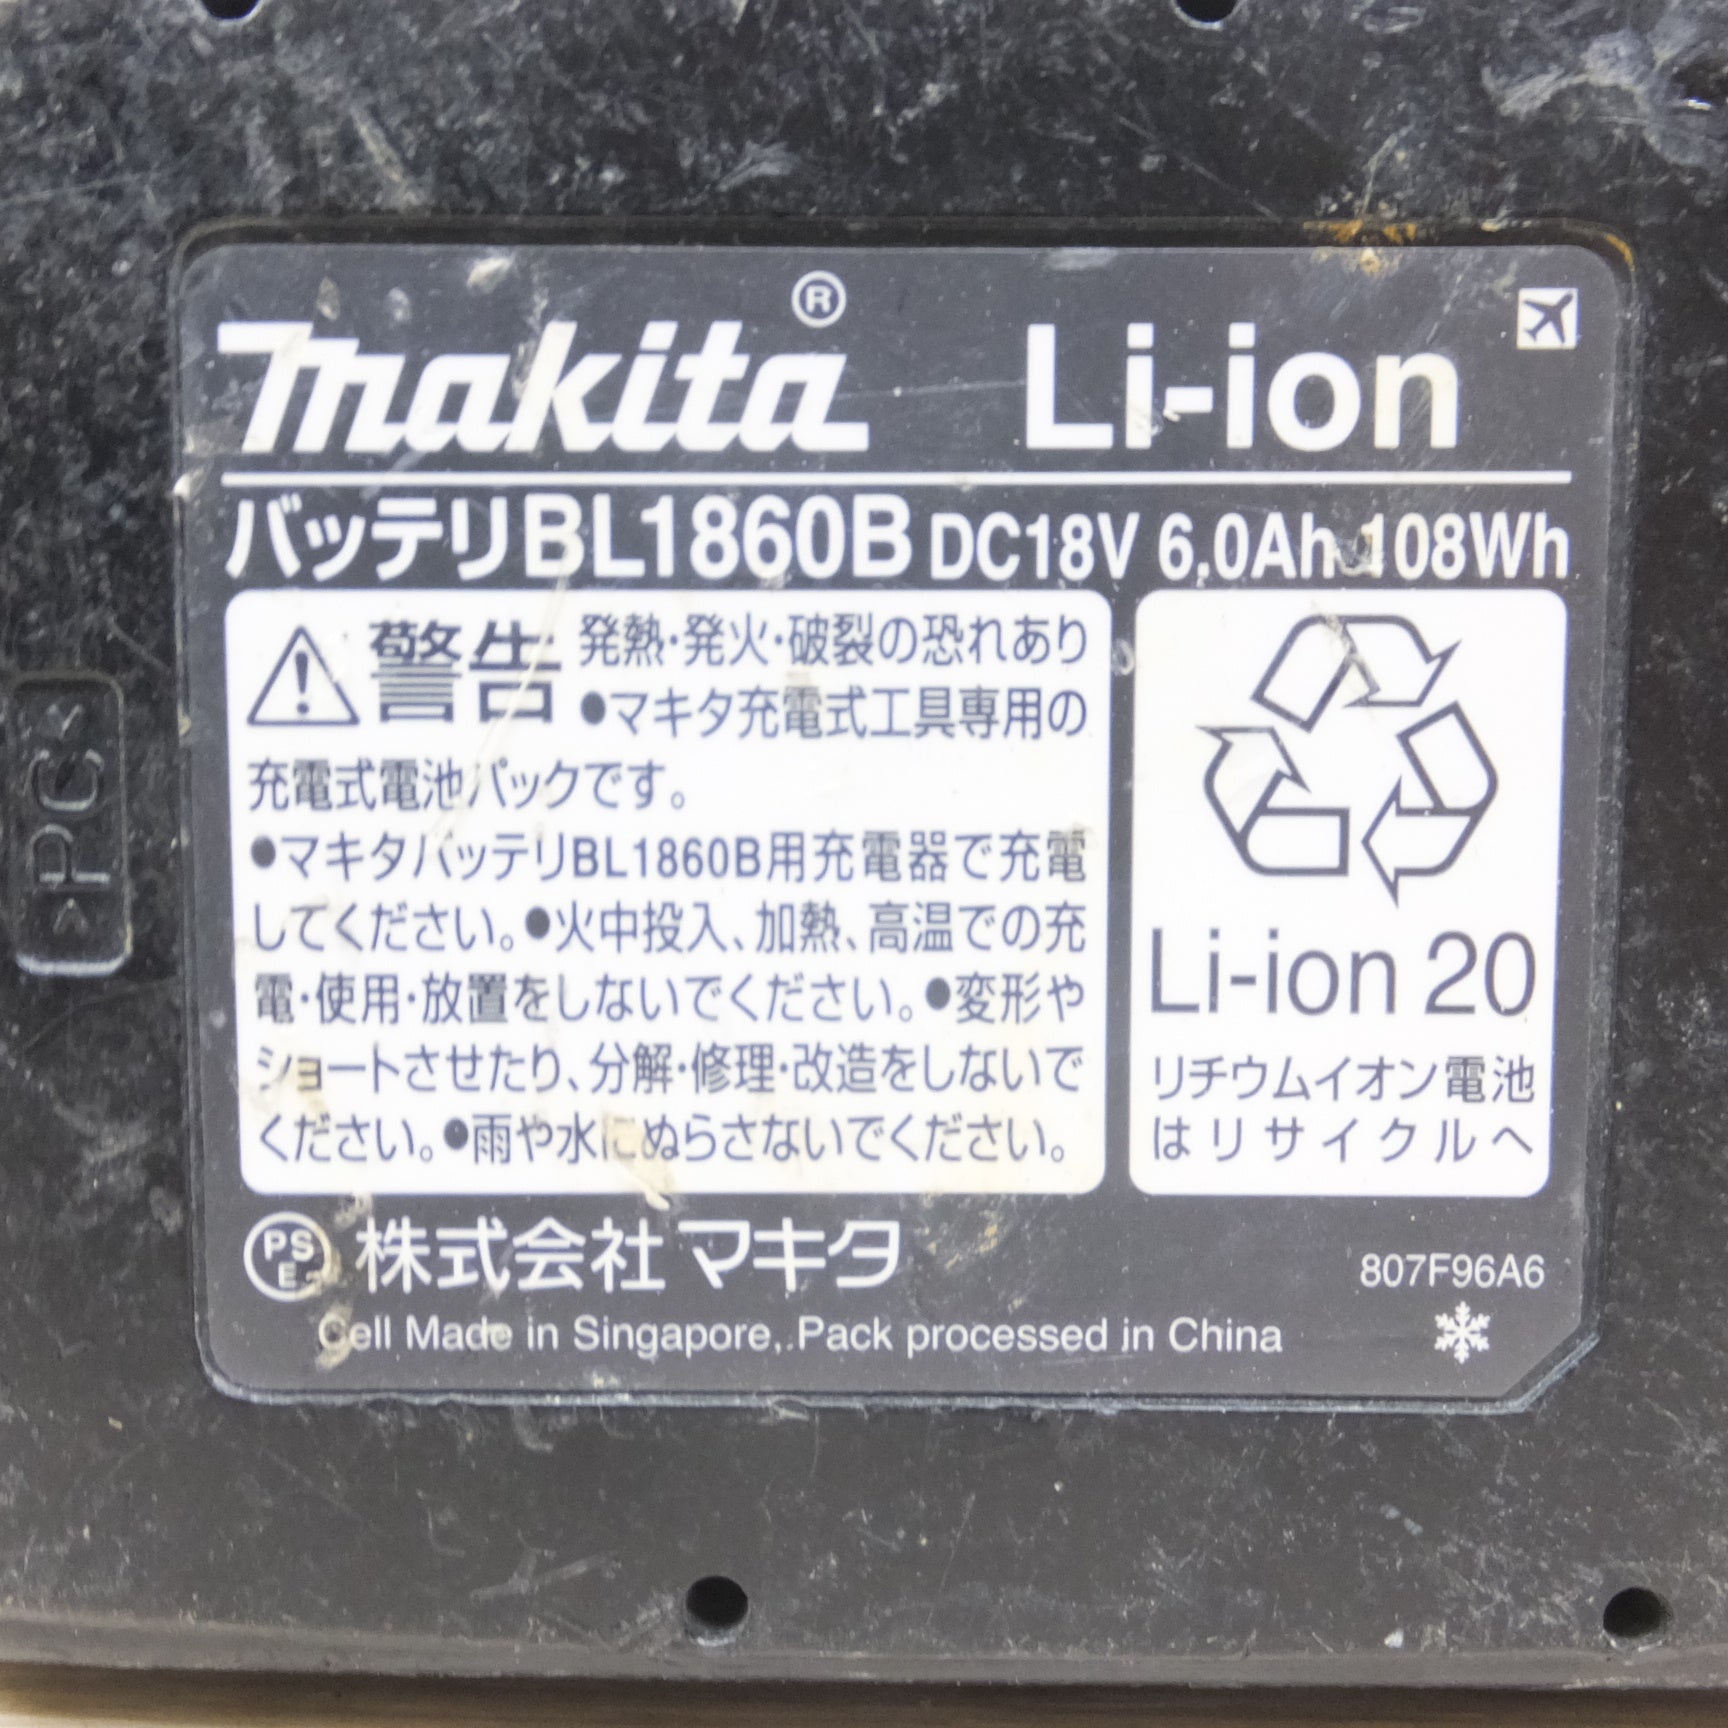 makita® Li-ion
バッテリBL1860B DC18V 6.0Ah 108Wh
警告 発熱・発火・破裂の恐れあり
●マキタ充電式工具専用の
充電式電池パックです。
●マキタバッテリBL1860B用充電器で充電
してください。●火中投入、加熱、高温での充
電・使用・放置をしないでください。●変形や
ショートさせたり、分解・修理・改造をしないで
ください。●雨や水にぬらさないでください。
Li-ion 20
リチウムイオン電池
はリサイクルへ
PS
E
株式会社マキタ
807F96A6
Cell Made in Singapore, Pack processed in China
>PC<